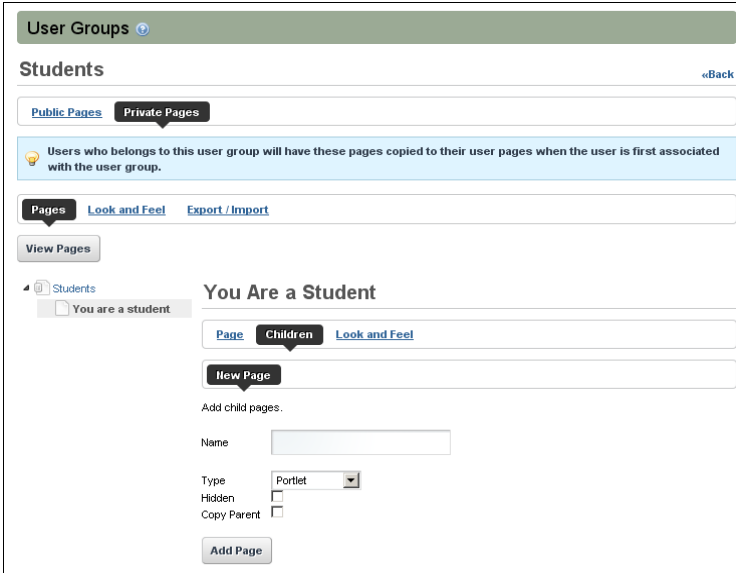 User Groups
Students
«Back
Public Pages Private Pages
Users who belongs to this user group will have these pages copied to their user pages when the user is first associated
with the user group.
Pages Look and Feel Export / Import
View Pages
Students
You are a student
You Are a Student
Page Children Look and Feel
New Page
Add child pages.
Name
Type Portlet
Hidden
Copy Parent
Add Page